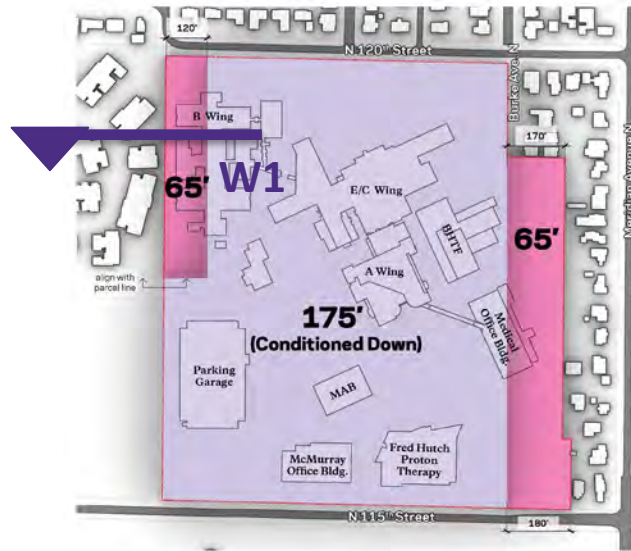 120'
N 120th Street
Burke Ave N
170'
B Wing
W1
65'
E/C Wing
BHTF
65'
Meridian Avenue N
align with
parcel line
A Wing
175'
(Conditioned Down)
Medical
Office Bldg.
Parking
Garage
MAB
McMurray
Office Bldg.
Fred Hutch
Proton
Therapy
N 115th Street
180'